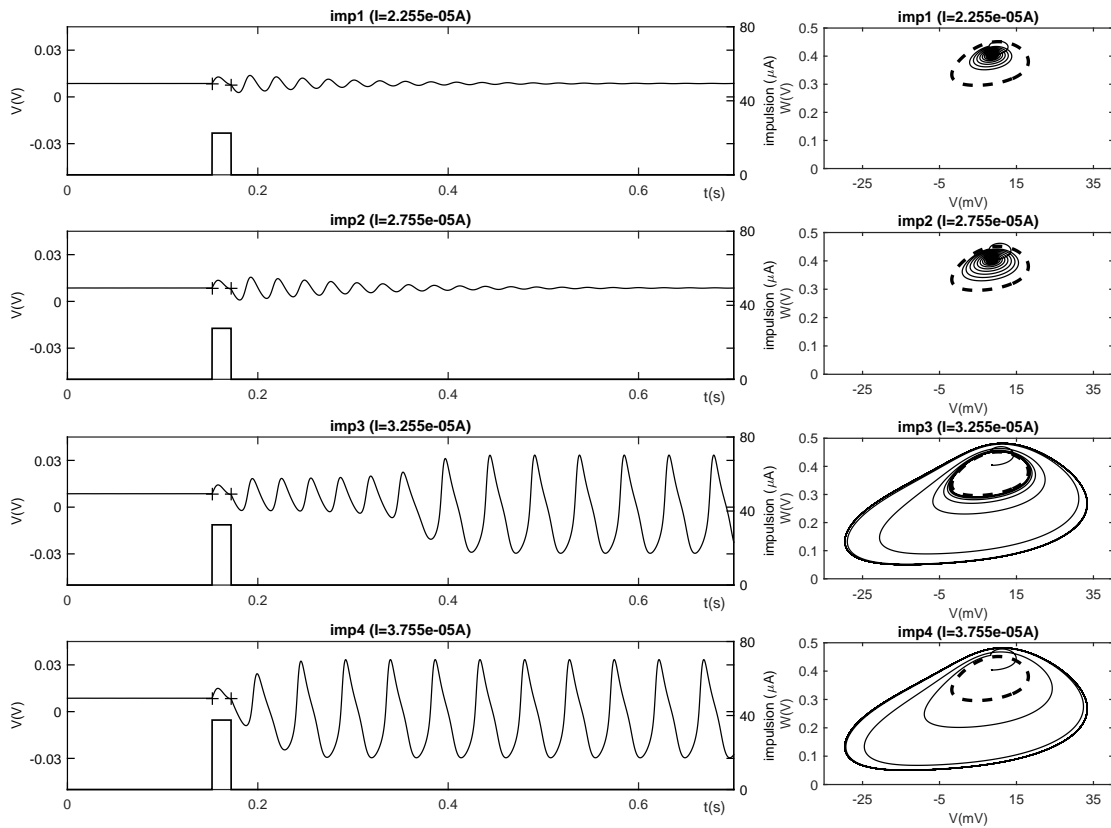 imp1 (I=2.255e-05A)
0.03
0
-0.03
V(V)
80
40
0
impulsion (μA)
0
0.2
0.4
0.6
t(s)
imp1 (I=2.255e-05A)
0.5
0.4
0.3
0.2
0.1
0
W(V)
-25
-5
15
35
V(mV)
imp2 (I=2.755e-05A)
0.03
0
-0.03
V(V)
80
40
0
impulsion (μA)
0
0.2
0.4
0.6
t(s)
imp2 (I=2.755e-05A)
0.5
0.4
0.3
0.2
0.1
0
W(V)
-25
-5
15
35
V(mV)
imp3 (I=3.255e-05A)
0.03
0
-0.03
V(V)
80
40
0
impulsion (μA)
0
0.2
0.4
0.6
t(s)
imp3 (I=3.255e-05A)
0.5
0.4
0.3
0.2
0.1
0
W(V)
-25
-5
15
35
V(mV)
imp4 (I=3.755e-05A)
0.03
0
-0.03
V(V)
80
40
0
impulsion (μA)
0
0.2
0.4
0.6
t(s)
imp4 (I=3.755e-05A)
0.5
0.4
0.3
0.2
0.1
0
W(V)
-25
-5
15
35
V(mV)